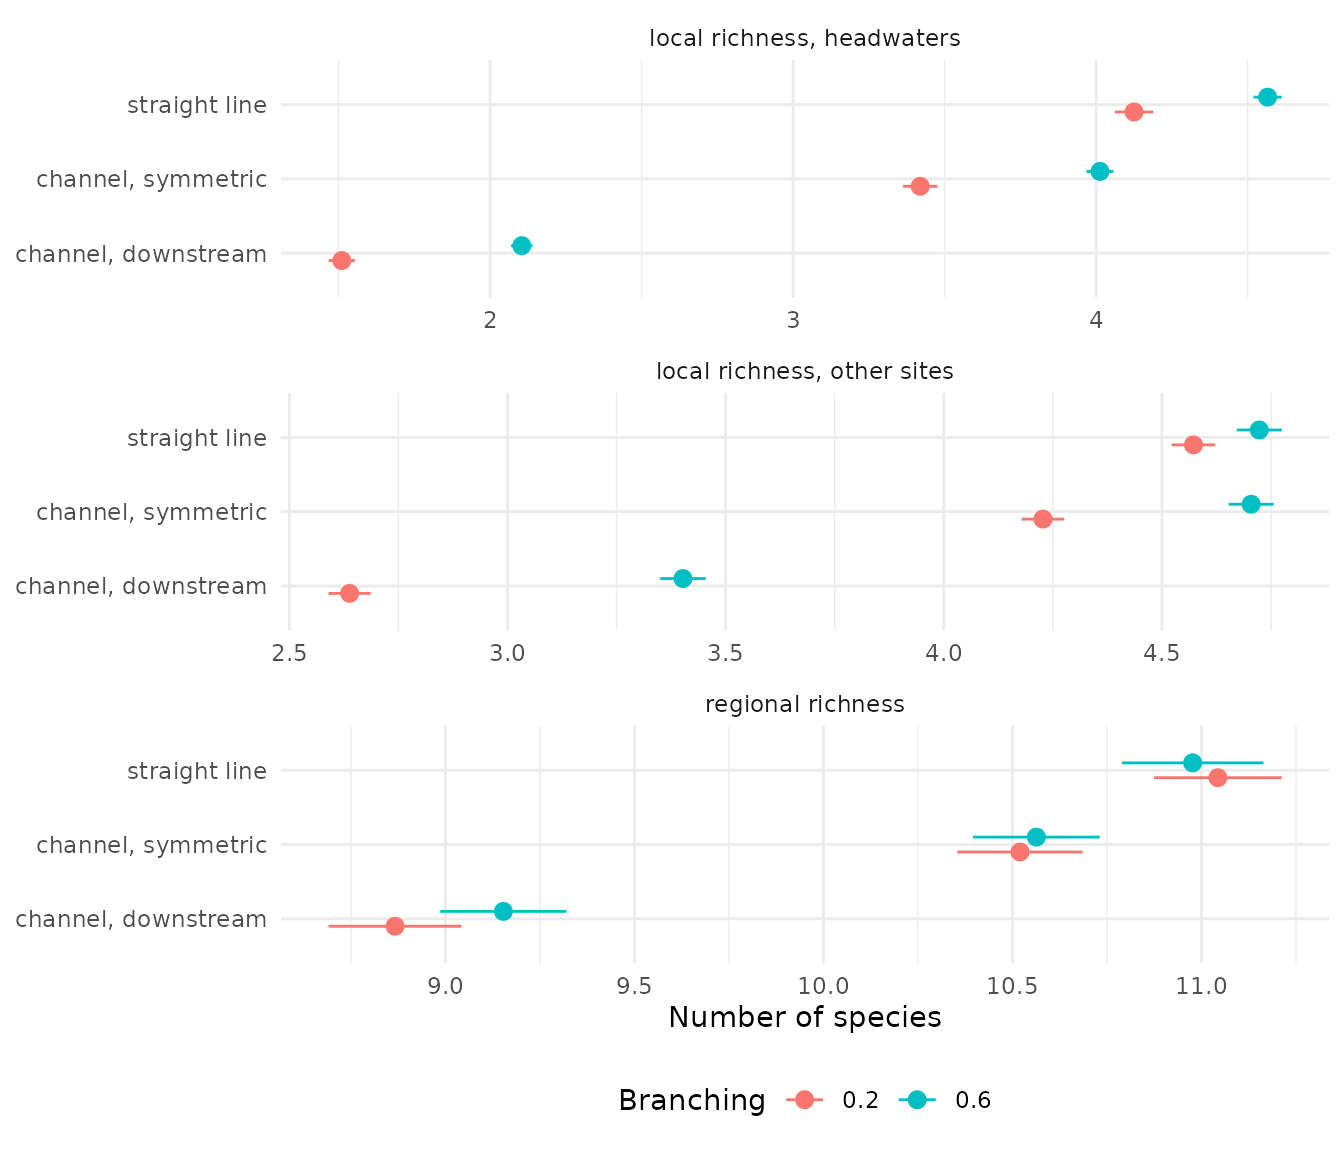 local richness, headwaters
straight line
channel, symmetric
channel, downstream
2 3 4
local richness, other sites
straight line
channel, symmetric
channel, downstream
2.5 3.0 3.5 4.0 4.5
regional richness
straight line
channel, symmetric
channel, downstream
9.0 9.5 10.0 10.5 11.0
Number of species
Branching 0.2 0.6